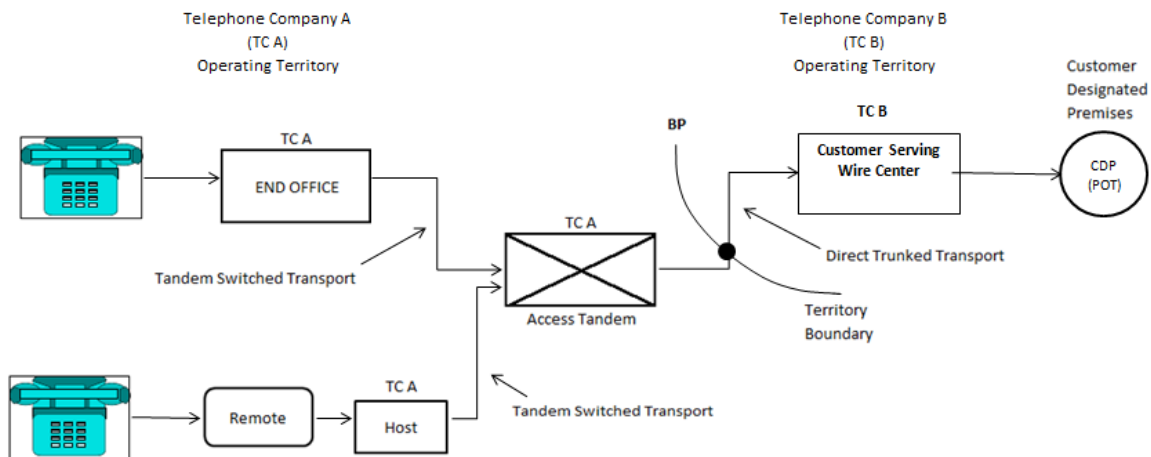 Telephone Company A
(TC A)
Operating Territory
Telephone Company B
(TC B)
Operating Territory
Customer
Designated
Premises
TC A
END OFFICE
BP
TC B
Customer Serving
Wire Center
CDP
(POT)
TC A
Tandem Switched Transport
Direct Trunked Transport
Access Tandem
Territory
Boundary
TC A
Remote
Host
Tandem Switched Transport